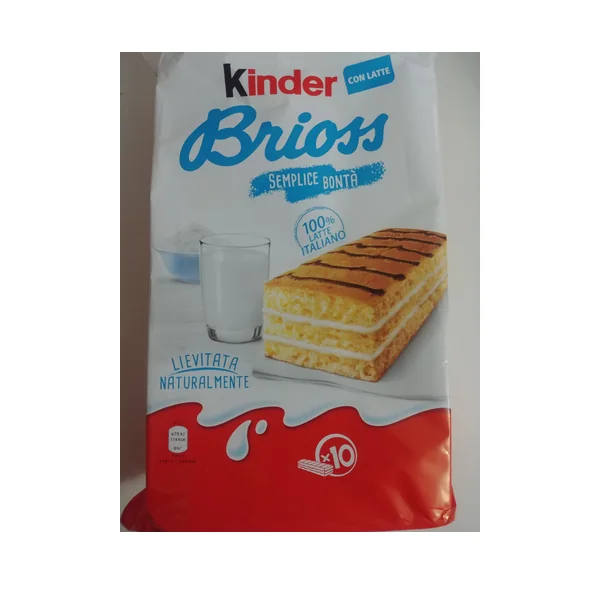 Kinder
CON LATTE
Brioss
SEMPLICE BONTÀ
100%
LATTE
ITALIANO
LIEVITATA
NATURALMENTE
x10